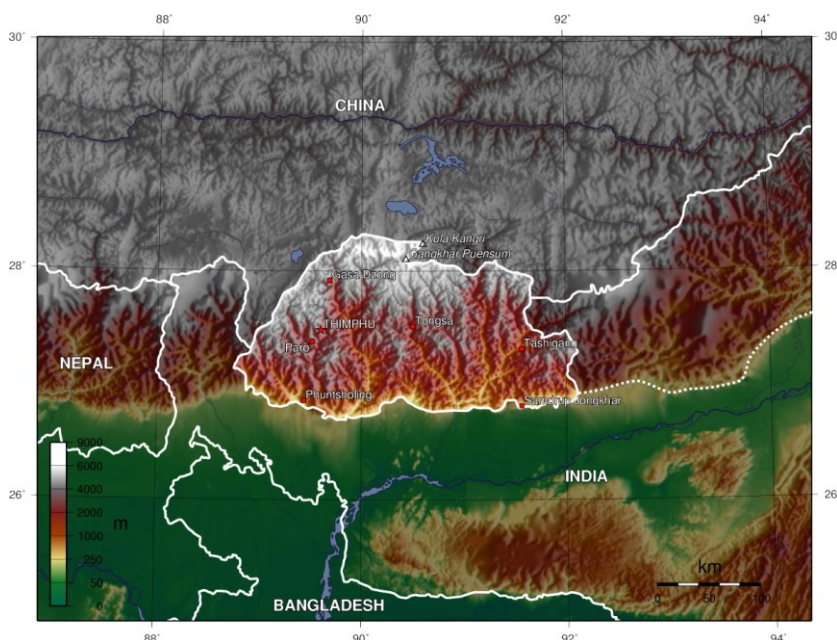 88°
90°
92°
94°
30°
30
CHINA
Kula Kangri
Gangkhar Puensum
28°
28
Gasa Dzong
THIMPHU
Tongsa
Paro
Tashigang
NEPAL
Phuntsholing
Samdrup Jongkhar
9000
6000
4000
2000
1000
250
50
0
m
INDIA
26°
26
km
0
50
100
BANGLADESH
88°
90°
92°
94°